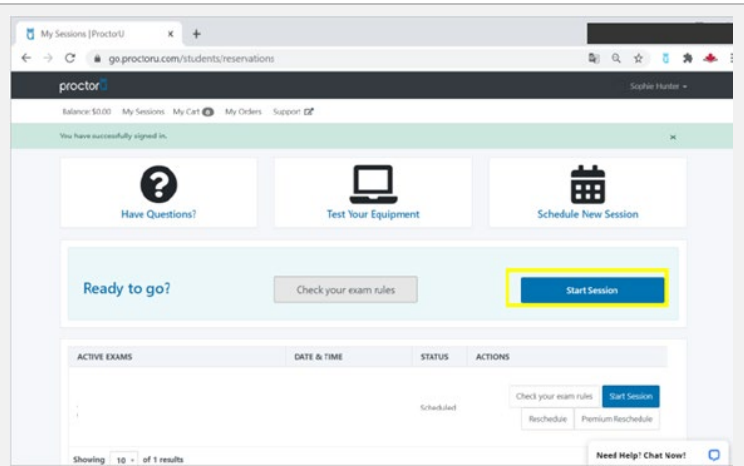 My Sessions | ProctorU
go.proctoru.com/students/reservations
proctorU Sophie Hunter
Balance: $0.00 My Sessions My Cart 0 My Orders Support
You have successfully signed in.
Have Questions? Test Your Equipment Schedule New Session
Ready to go? Check your exam rules Start Session
ACTIVE EXAMS DATE & TIME STATUS ACTIONS
Scheduled Check your exam rules Start Session
Reschedule Premium Reschedule
Showing 10 of 1 results
Need Help? Chat Now!